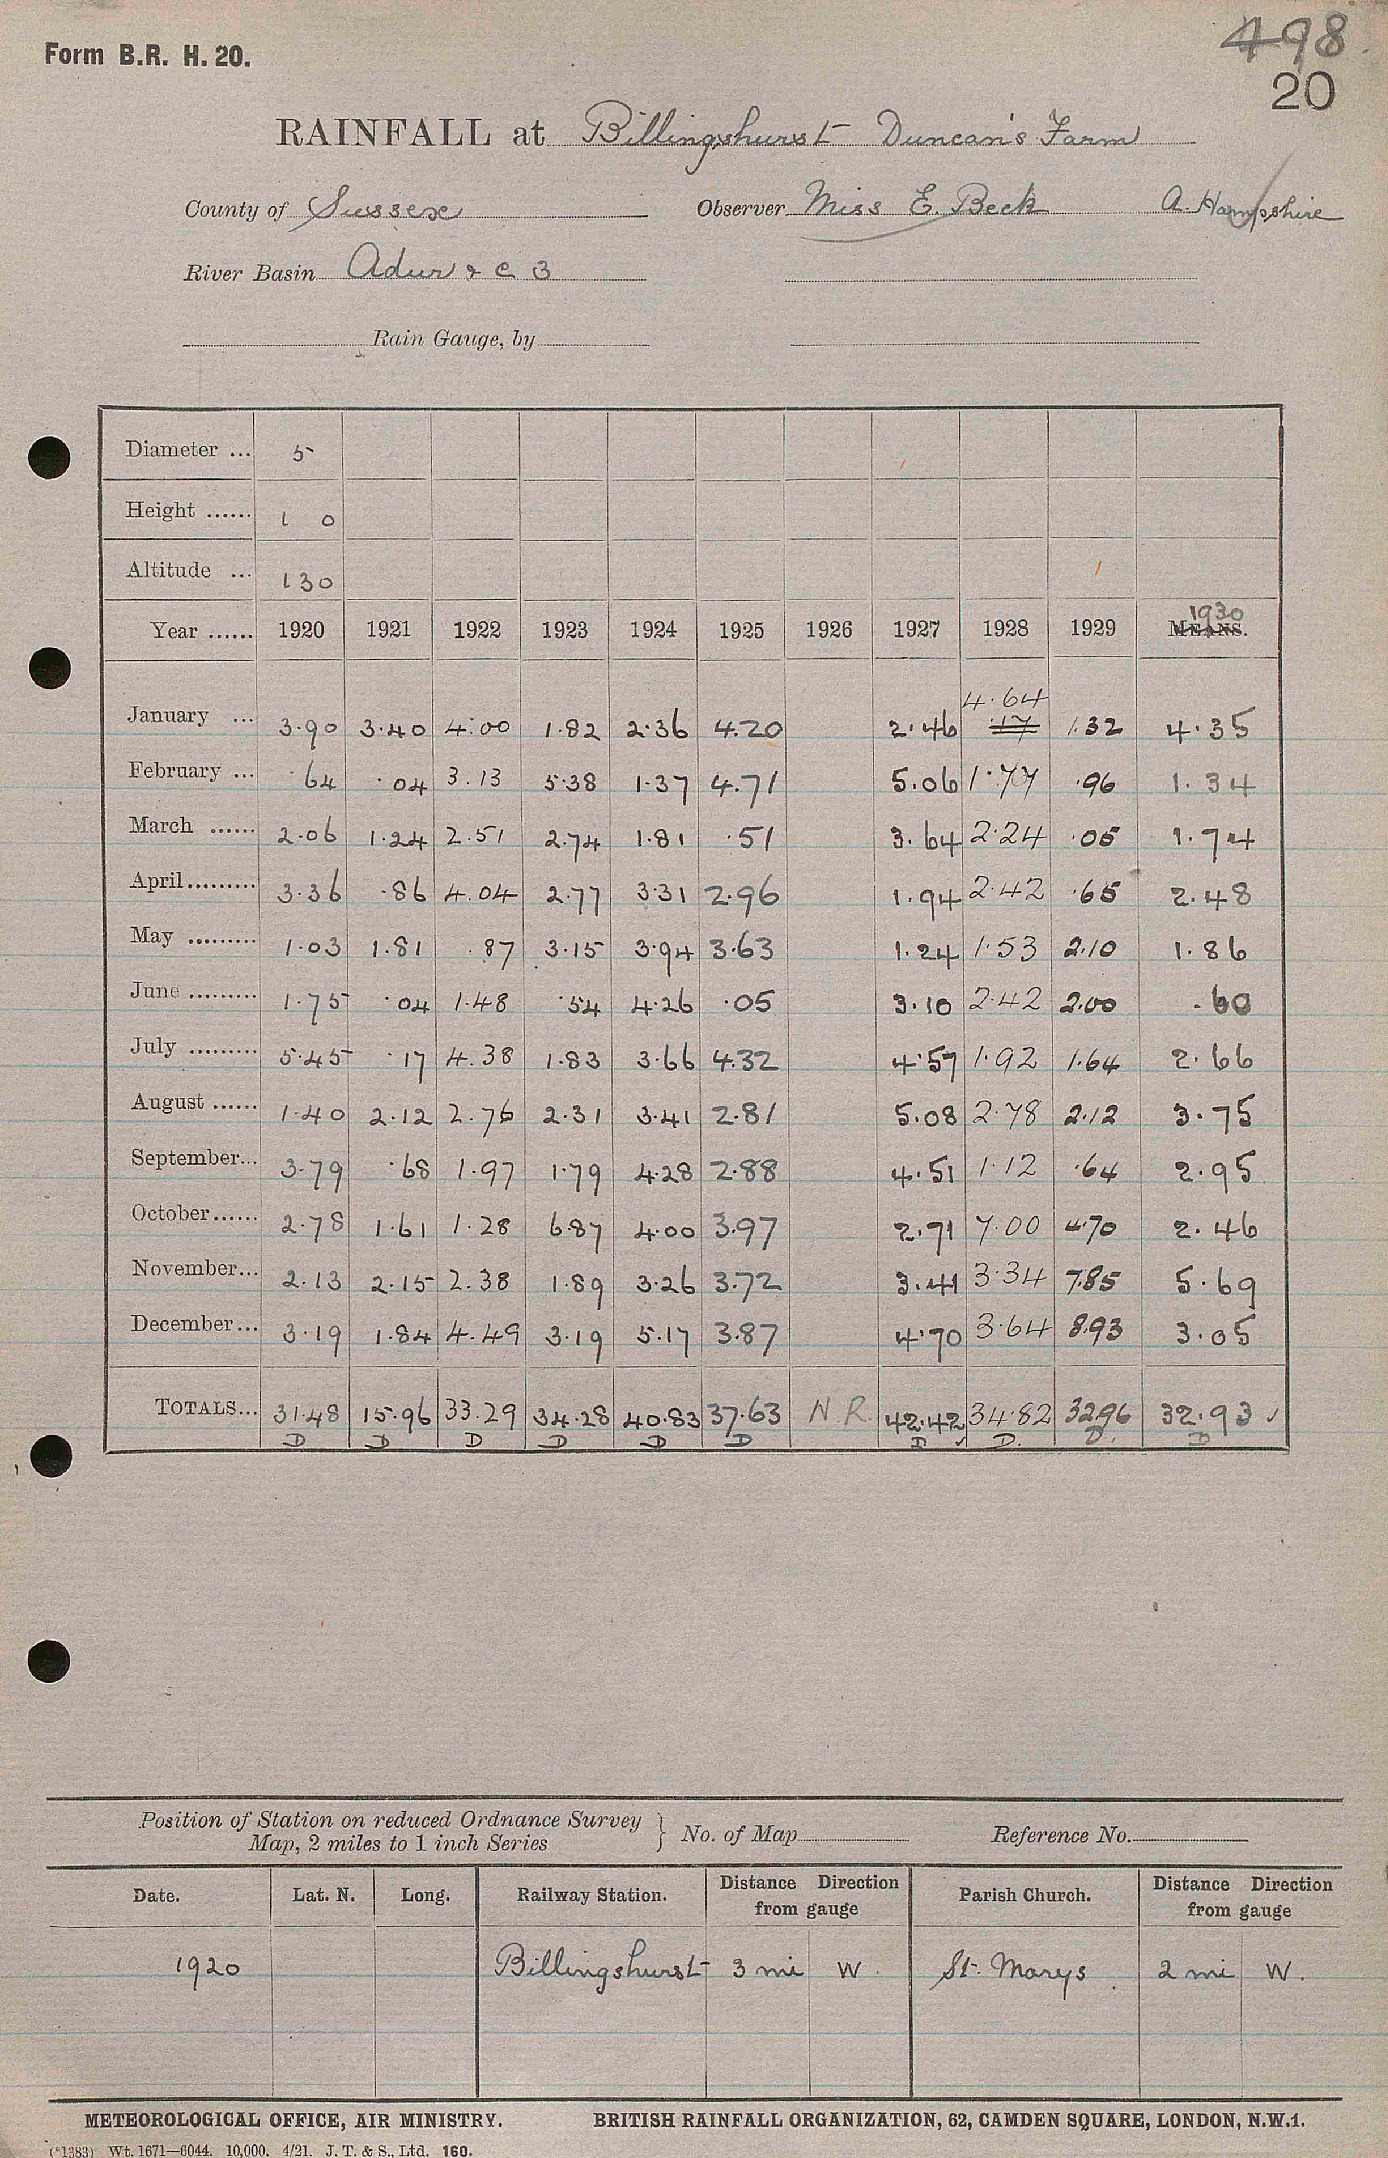 Form B.R. H. 20.
498
20
RAINFALL at Billingshurst Duncan's Farm
County of Sussex Observer Miss E. Beck A. Hampshire
River Basin Adur & C 3
Rain Gauge, by
Diameter ... 5
Height ...... 1 0
Altitude ... 130
1930
Year ...... 1920 1921 1922 1923 1924 1925 1926 1927 1928 1929 MEANS.
4.64
January ... 3.90 3.40 4.00 1.82 2.36 4.20 2.46 .17 1.32 4.35
February ... .64 .04 3.13 5.38 1.37 4.71 5.06 1.77 .96 1.34
March ...... 2.06 1.24 2.51 2.74 1.81 .51 3.64 2.24 .05 1.74
April......... 3.36 .86 4.04 2.77 3.31 2.96 1.94 2.42 .65 2.48
May ......... 1.03 1.81 .87 3.15 3.94 3.63 1.24 1.53 2.10 1.86
June ......... 1.75 .04 1.48 .54 4.26 .05 3.10 2.42 2.00 .60
July ......... 5.45 .17 4.38 1.83 3.66 4.32 4.57 1.92 1.64 2.66
August ...... 1.40 2.12 2.76 2.31 3.41 2.81 5.08 2.78 2.12 3.75
September... 3.79 .68 1.97 1.79 4.28 2.88 4.51 1.12 .64 2.95
October...... 2.78 1.61 1.28 6.87 4.00 3.97 2.71 7.00 4.70 2.46
November... 2.13 2.15 2.38 1.89 3.26 3.72 3.41 3.34 7.85 5.69
December... 3.19 1.84 4.49 3.19 5.17 3.87 4.70 3.64 8.93 3.05
TOTALS... 31.48 15.96 33.29 34.28 40.83 37.63 N.R. 42.42 34.82 32.96 32.93 ✓
D D D D D D D ✓ D. D. D
Position of Station on reduced Ordnance Survey
Map, 2 miles to 1 inch Series } No. of Map Reference No.
Date. Lat. N. Long. Railway Station. Distance Direction from gauge Parish Church. Distance Direction from gauge
1920 Billingshurst 3 mi W. St. Marys 2 mi W.
METEOROLOGICAL OFFICE, AIR MINISTRY. BRITISH RAINFALL ORGANIZATION, 62, CAMDEN SQUARE, LONDON, N.W.1.
(*1383) Wt. 1671—6044. 10,000. 4/21. J. T. & S., Ltd. 160.